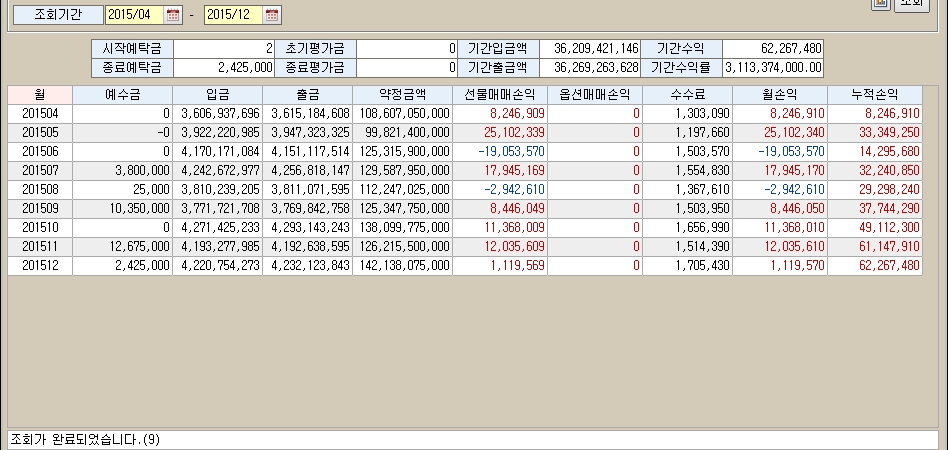 조회기간 2015/04 - 2015/12 조회
시작예탁금 2 초기평가금 0 기간입금액 36,209,421,146 기간수익 62,267,480
종료예탁금 2,425,000 종료평가금 0 기간출금액 36,269,263,628 기간수익률 3,113,374,000.00
월 예수금 입금 출금 약정금액 선물매매손익 옵션매매손익 수수료 월손익 누적손익
201504 0 3,606,937,696 3,615,184,608 108,607,050,000 8,246,909 0 1,303,090 8,246,910 8,246,910
201505 -0 3,922,220,985 3,947,323,325 99,821,400,000 25,102,339 0 1,197,660 25,102,340 33,349,250
201506 0 4,170,171,084 4,151,117,514 125,315,900,000 -19,053,570 0 1,503,570 -19,053,570 14,295,680
201507 3,800,000 4,242,672,977 4,256,818,147 129,587,950,000 17,945,169 0 1,554,830 17,945,170 32,240,850
201508 25,000 3,810,239,205 3,811,071,595 112,247,025,000 -2,942,610 0 1,367,610 -2,942,610 29,298,240
201509 10,350,000 3,771,721,708 3,769,842,758 125,347,750,000 8,446,049 0 1,503,950 8,446,050 37,744,290
201510 0 4,271,425,233 4,293,143,243 138,099,775,000 11,368,009 0 1,656,990 11,368,010 49,112,300
201511 12,675,000 4,193,277,985 4,192,638,595 126,215,500,000 12,035,609 0 1,514,390 12,035,610 61,147,910
201512 2,425,000 4,220,754,273 4,232,123,843 142,138,075,000 1,119,569 0 1,705,430 1,119,570 62,267,480
조회가 완료되었습니다.(9)